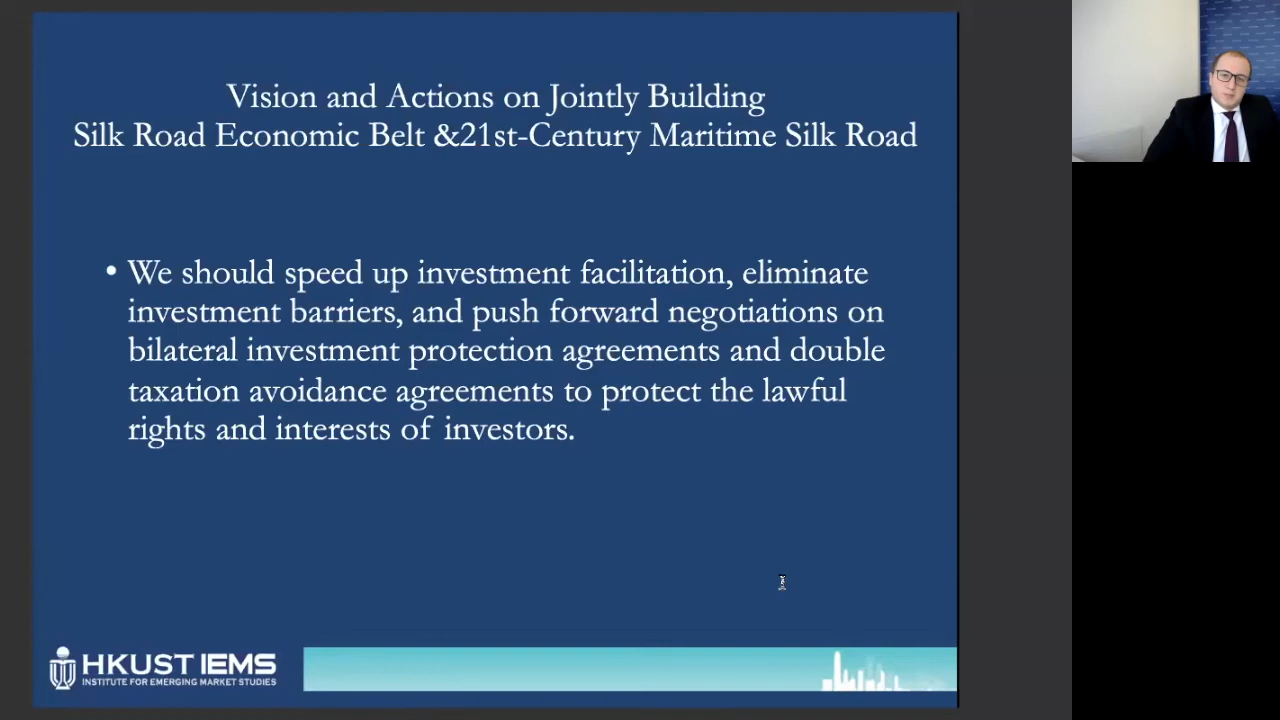 Vision and Actions on Jointly Building
Silk Road Economic Belt &21st-Century Maritime Silk Road
• We should speed up investment facilitation, eliminate
investment barriers, and push forward negotiations on
bilateral investment protection agreements and double
taxation avoidance agreements to protect the lawful
rights and interests of investors.
HKUST IEMS
INSTITUTE FOR EMERGING MARKET STUDIES